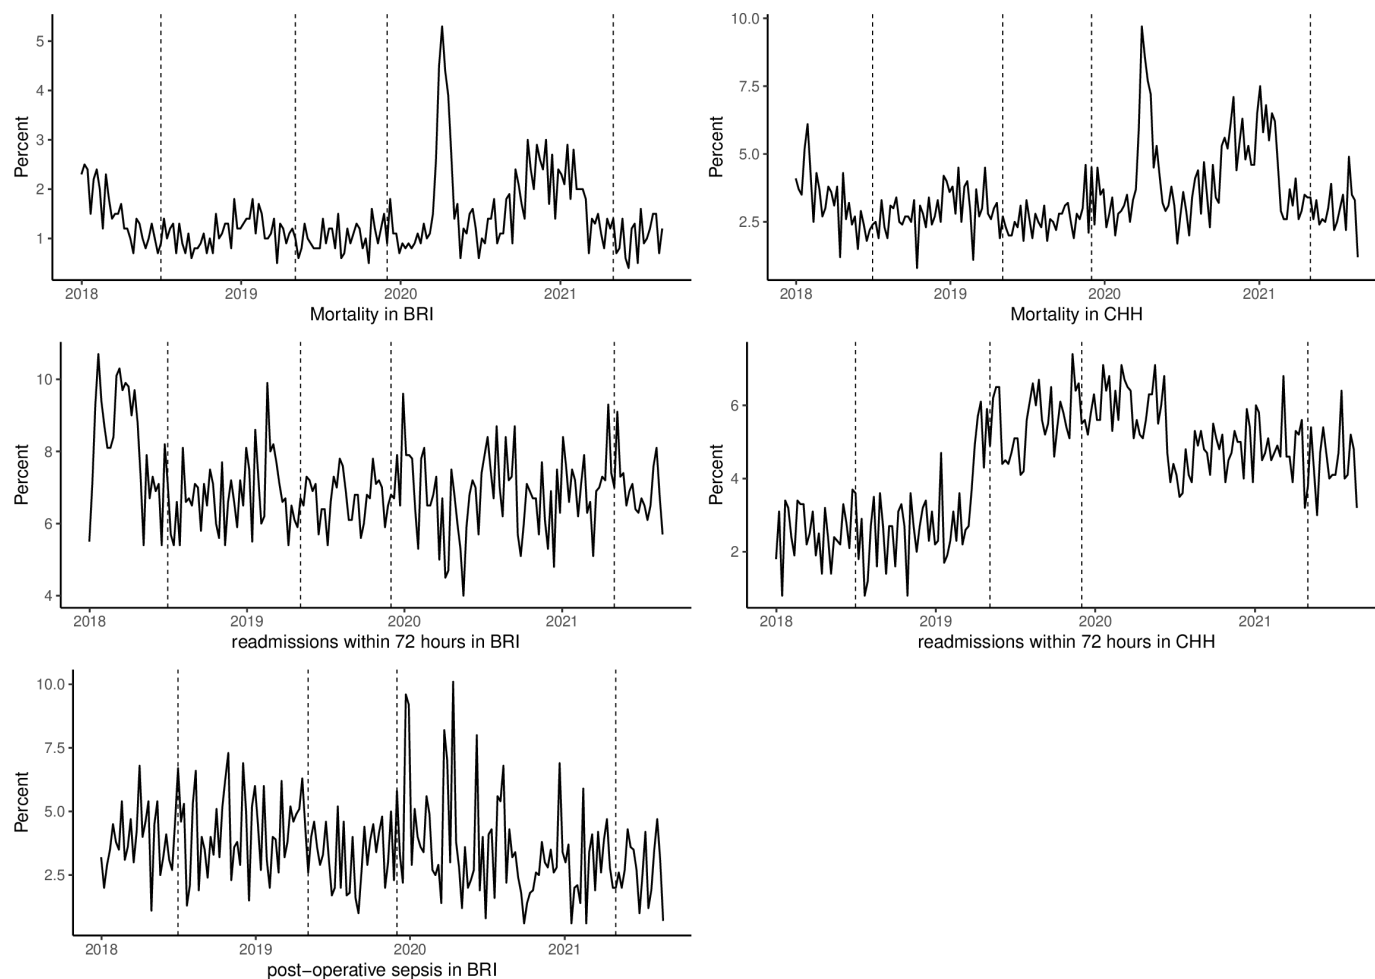 Percent
5
4
3
2
1
2018 2019 2020 2021
Mortality in BRI
Percent
10.0
7.5
5.0
2.5
2018 2019 2020 2021
Mortality in CHH
Percent
10
8
6
4
2018 2019 2020 2021
readmissions within 72 hours in BRI
Percent
6
4
2
2018 2019 2020 2021
readmissions within 72 hours in CHH
Percent
10.0
7.5
5.0
2.5
2018 2019 2020 2021
post−operative sepsis in BRI